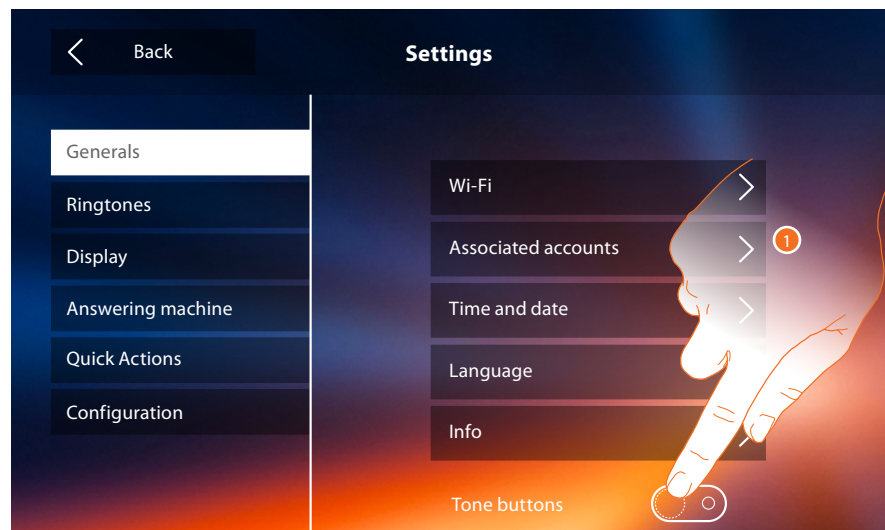 Back
Settings
Generals
Ringtones
Display
Answering machine
Quick Actions
Configuration
Wi-Fi
Associated accounts
1
Time and date
Language
Info
Tone buttons